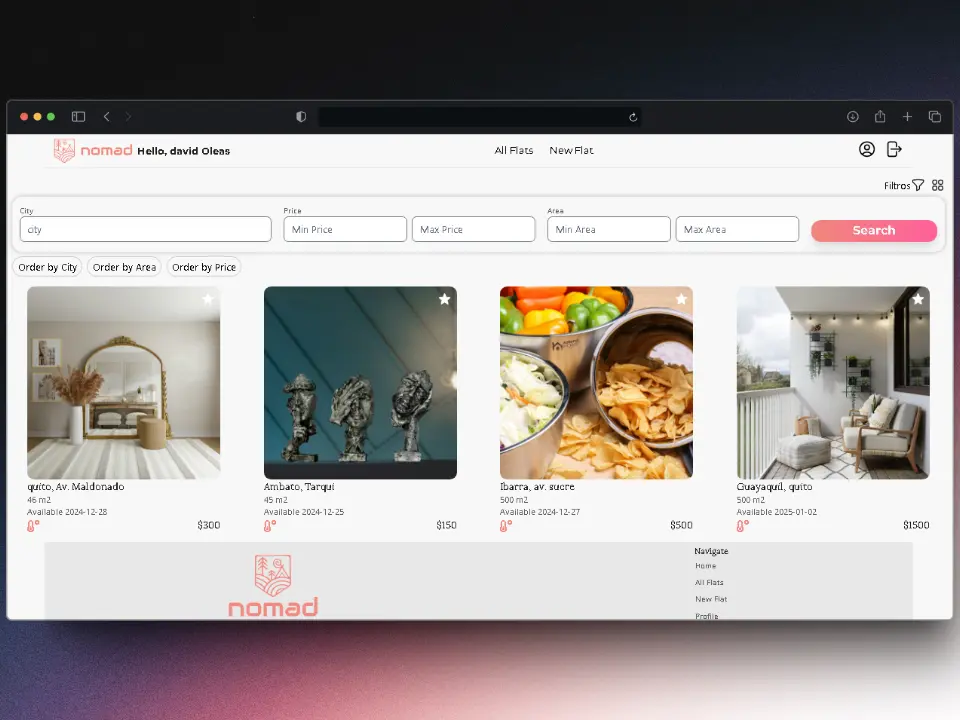 nomad Hello, david Oleas
All Flats New Flat
Filtros
City Price Area
city Min Price Max Price Min Area Max Area Search
Order by City Order by Area Order by Price
quito, Av. Maldonado
46 m2
Available 2024-12-28
$300
Ambato, Tarqui
45 m2
Available 2024-12-25
$150
Ibarra, av. sucre
500 m2
Available 2024-12-27
$500
Guayaquil, quito
500 m2
Available 2025-01-02
$1500
nomad
Navigate
Home
All Flats
New Flat
Profile